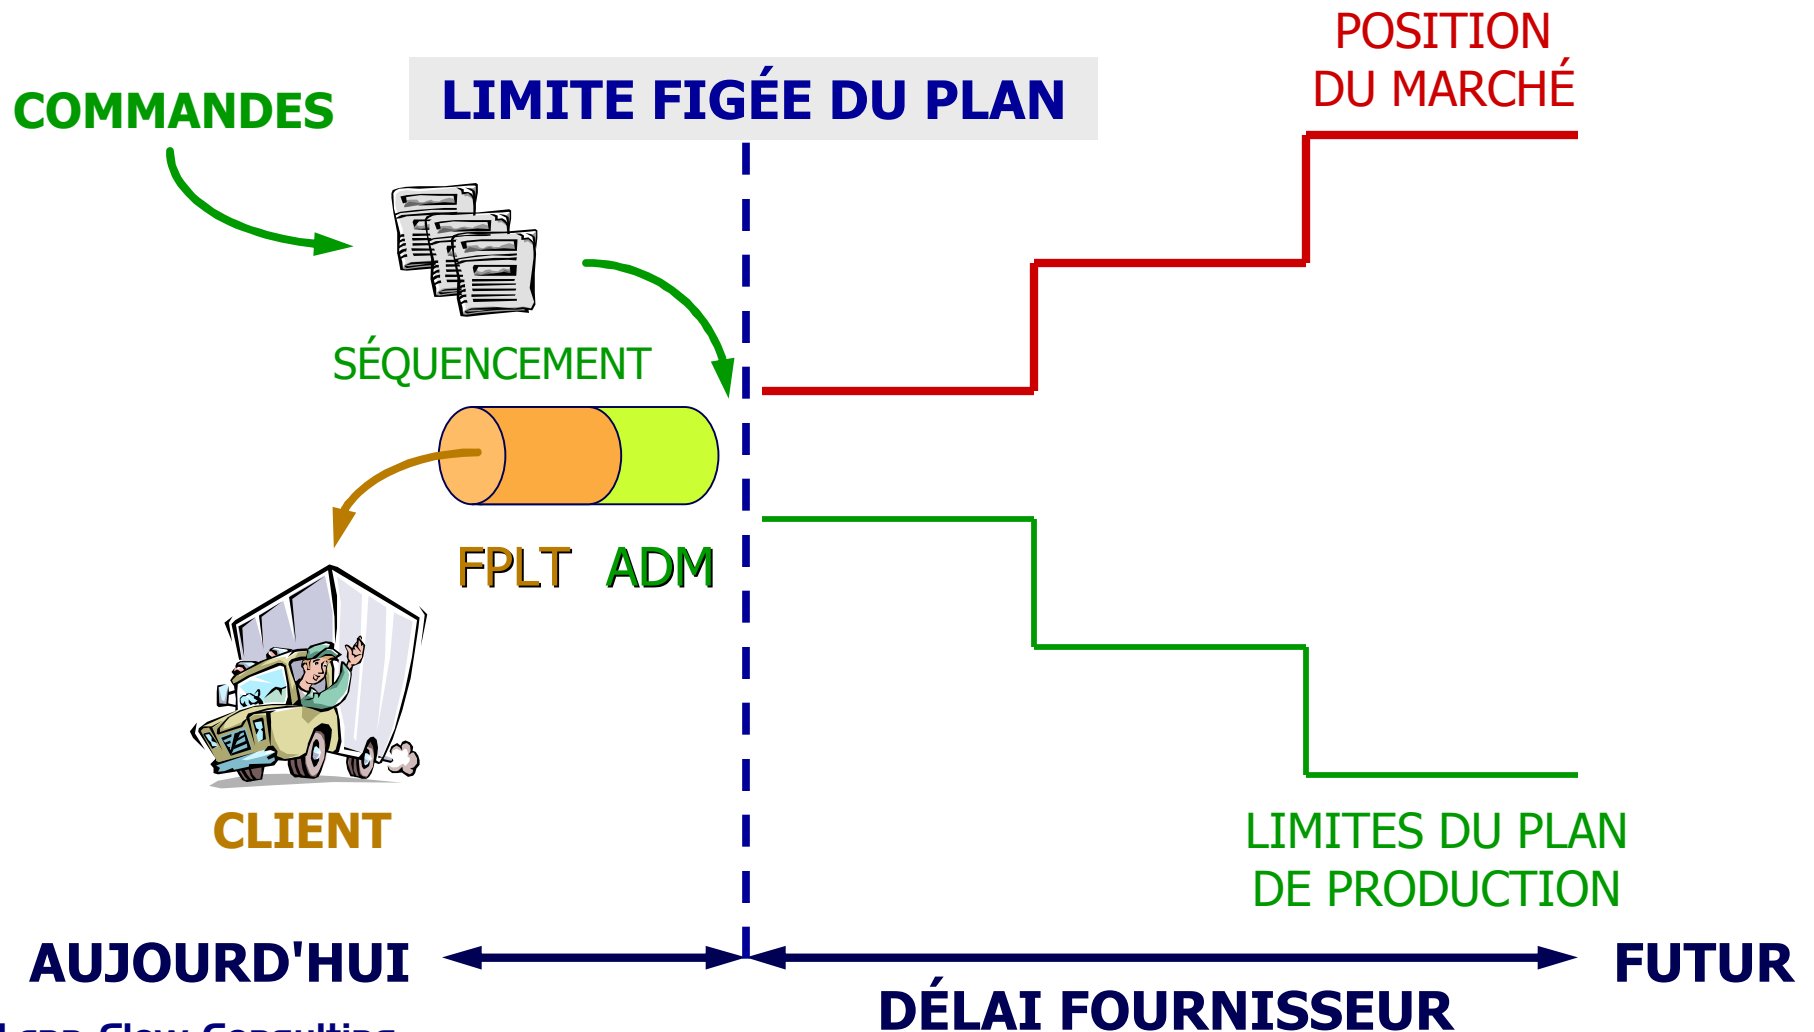 POSITION
DU MARCHÉ
COMMANDES
LIMITE FIGÉE DU PLAN
SÉQUENCEMENT
FPLT ADM
CLIENT
LIMITES DU PLAN
DE PRODUCTION
AUJOURD'HUI
FUTUR
DÉLAI FOURNISSEUR
Consulting